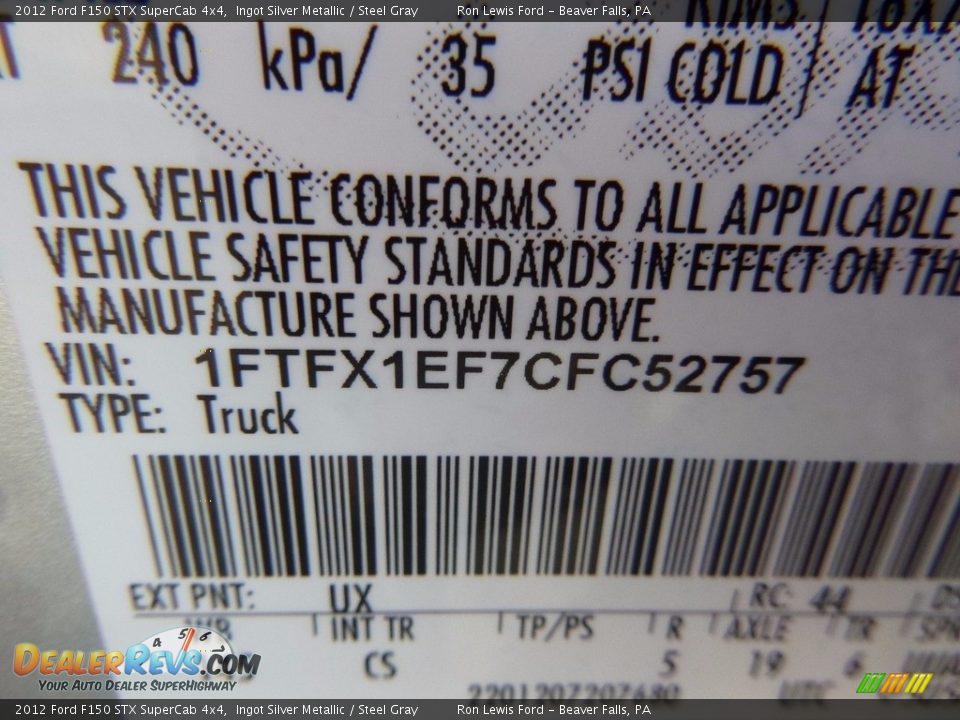 2012 Ford F150 STX SuperCab 4x4, Ingot Silver Metallic / Steel Gray Ron Lewis Ford - Beaver Falls, PA
240 kPa/ 35 PSI COLD AT
THIS VEHICLE CONFORMS TO ALL APPLICABLE
VEHICLE SAFETY STANDARDS IN EFFECT ON THE
MANUFACTURE SHOWN ABOVE.
VIN: 1FTFX1EF7CFC52757
TYPE: Truck
EXT PNT: UX RC: 44
INT TR TP/PS R AXLE TR
CS 5 19 6
4 5 6
DEALERREVS.COM
YOUR AUTO DEALER SUPERHIGHWAY
2012 Ford F150 STX SuperCab 4x4, Ingot Silver Metallic / Steel Gray Ron Lewis Ford - Beaver Falls, PA